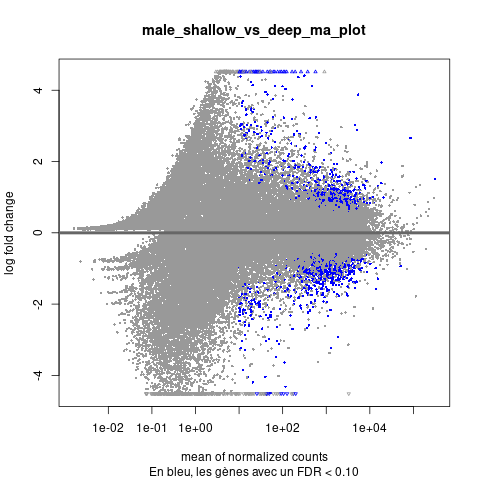 male_shallow_vs_deep_ma_plot
log fold change
4
2
0
-2
-4
1e-02 1e-01 1e+00 1e+02 1e+04
mean of normalized counts
En bleu, les gènes avec un FDR < 0.10